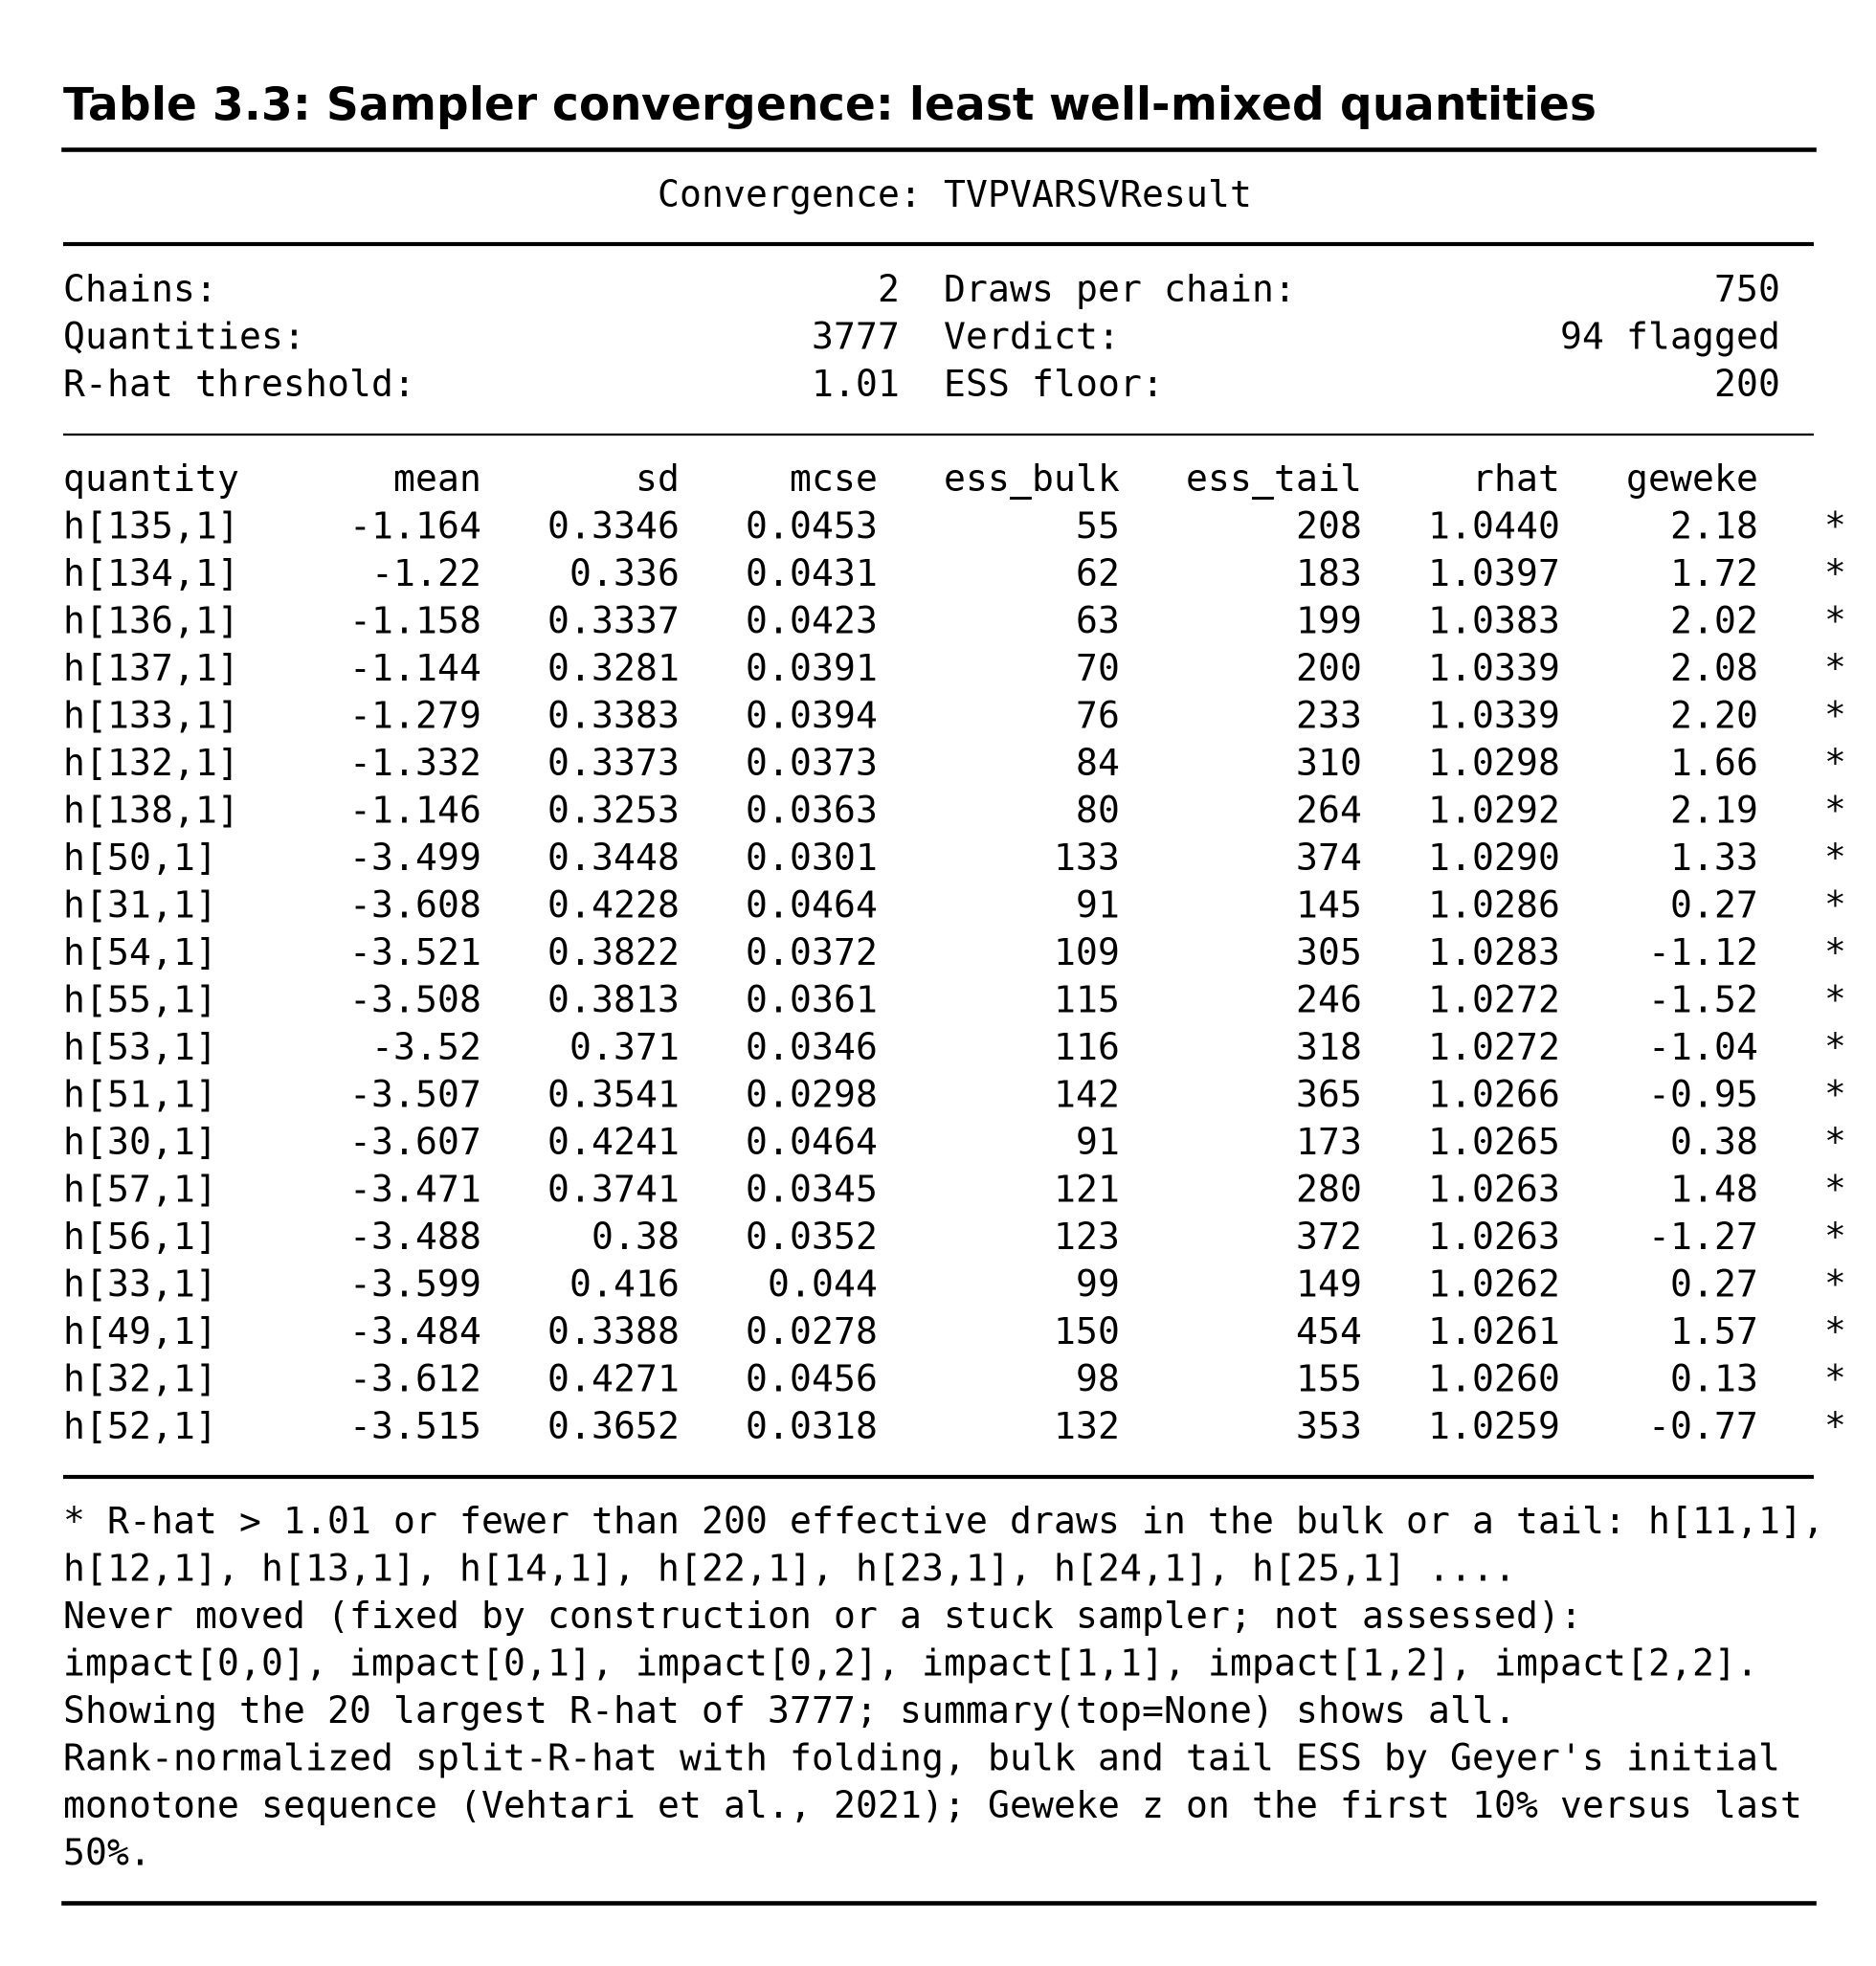 Table 3.3: Sampler convergence: least well-mixed quantities
Convergence: TVPVARSVResult
Chains: 2 Draws per chain: 750
Quantities: 3777 Verdict: 94 flagged
R-hat threshold: 1.01 ESS floor: 200
quantity mean sd mcse ess_bulk ess_tail rhat geweke
h[135,1] -1.164 0.3346 0.0453 55 208 1.0440 2.18 *
h[134,1] -1.22 0.336 0.0431 62 183 1.0397 1.72 *
h[136,1] -1.158 0.3337 0.0423 63 199 1.0383 2.02 *
h[137,1] -1.144 0.3281 0.0391 70 200 1.0339 2.08 *
h[133,1] -1.279 0.3383 0.0394 76 233 1.0339 2.20 *
h[132,1] -1.332 0.3373 0.0373 84 310 1.0298 1.66 *
h[138,1] -1.146 0.3253 0.0363 80 264 1.0292 2.19 *
h[50,1] -3.499 0.3448 0.0301 133 374 1.0290 1.33 *
h[31,1] -3.608 0.4228 0.0464 91 145 1.0286 0.27 *
h[54,1] -3.521 0.3822 0.0372 109 305 1.0283 -1.12 *
h[55,1] -3.508 0.3813 0.0361 115 246 1.0272 -1.52 *
h[53,1] -3.52 0.371 0.0346 116 318 1.0272 -1.04 *
h[51,1] -3.507 0.3541 0.0298 142 365 1.0266 -0.95 *
h[30,1] -3.607 0.4241 0.0464 91 173 1.0265 0.38 *
h[57,1] -3.471 0.3741 0.0345 121 280 1.0263 1.48 *
h[56,1] -3.488 0.38 0.0352 123 372 1.0263 -1.27 *
h[33,1] -3.599 0.416 0.044 99 149 1.0262 0.27 *
h[49,1] -3.484 0.3388 0.0278 150 454 1.0261 1.57 *
h[32,1] -3.612 0.4271 0.0456 98 155 1.0260 0.13 *
h[52,1] -3.515 0.3652 0.0318 132 353 1.0259 -0.77 *
* R-hat > 1.01 or fewer than 200 effective draws in the bulk or a tail: h[11,1],
h[12,1], h[13,1], h[14,1], h[22,1], h[23,1], h[24,1], h[25,1] ....
Never moved (fixed by construction or a stuck sampler; not assessed):
impact[0,0], impact[0,1], impact[0,2], impact[1,1], impact[1,2], impact[2,2].
Showing the 20 largest R-hat of 3777; summary(top=None) shows all.
Rank-normalized split-R-hat with folding, bulk and tail ESS by Geyer's initial
monotone sequence (Vehtari et al., 2021); Geweke z on the first 10% versus last
50%.